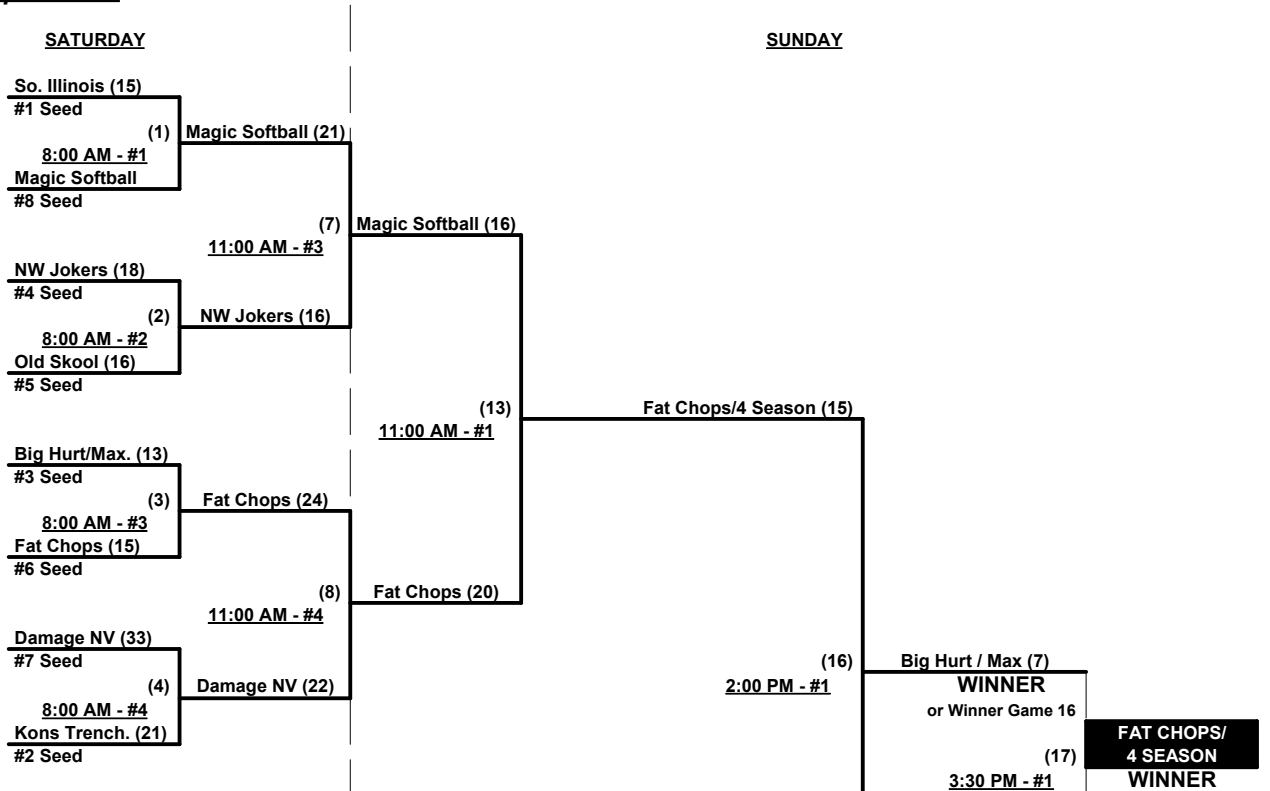 SATURDAY
SUNDAY
So. Illinois (15)
#1 Seed
(1)
Magic Softball (21)
8:00 AM - #1
Magic Softball
#8 Seed
(7)
Magic Softball (16)
11:00 AM - #3
NW Jokers (18)
#4 Seed
(2)
NW Jokers (16)
8:00 AM - #2
Old Skool (16)
#5 Seed
(13)
Fat Chops/4 Season (15)
11:00 AM - #1
Big Hurt/Max. (13)
#3 Seed
(3)
Fat Chops (24)
8:00 AM - #3
Fat Chops (15)
#6 Seed
(8)
Fat Chops (20)
11:00 AM - #4
Damage NV (33)
#7 Seed
(4)
Damage NV (22)
8:00 AM - #4
Kons Trench. (21)
#2 Seed
(16)
Big Hurt / Max (7)
2:00 PM - #1
WINNER
or Winner Game 16
FAT CHOPS/
4 SEASON
(17)
3:30 PM - #1
WINNER